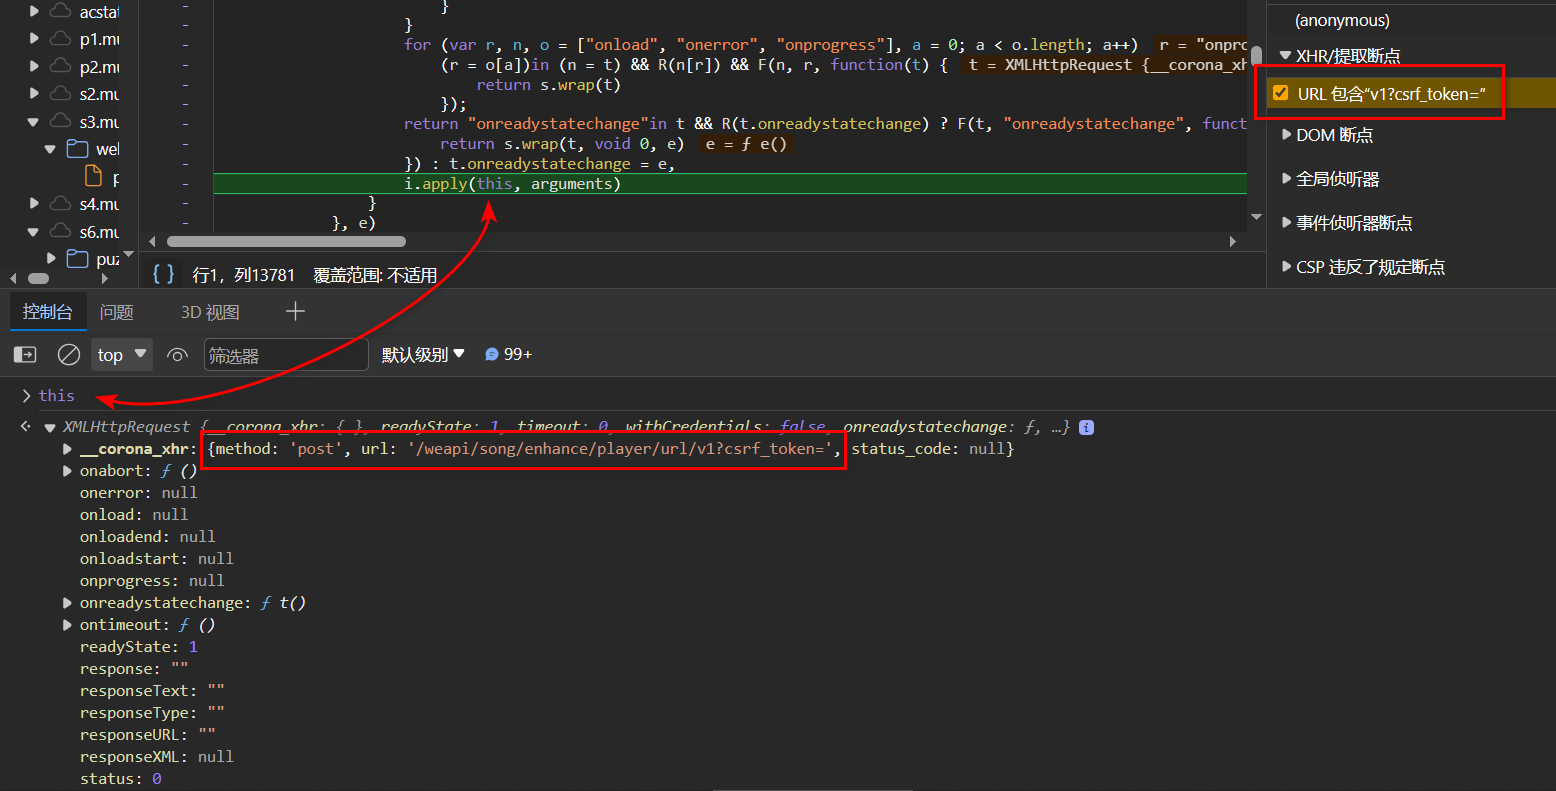 acstat
p1.mu
p2.mu
s2.mu
s3.mu
wel
p
s4.mu
s6.mu
puz
}
}
for (var r, n, o = ["onload", "onerror", "onprogress"], a = 0; a < o.length; a++) r = "onpro
(r = o[a])in (n = t) && R(n[r]) && F(n, r, function(t) { t = XMLHttpRequest {__corona_xh
return s.wrap(t)
});
return "onreadystatechange"in t && R(t.onreadystatechange) ? F(t, "onreadystatechange", funct
return s.wrap(t, void 0, e) e = ƒ e()
}) : t.onreadystatechange = e,
i.apply(this, arguments)
}
}, e)
{ } 行1，列13781 覆盖范围: 不适用
(anonymous)
XHR/提取断点
URL 包含“v1?csrf_token=”
DOM 断点
全局侦听器
事件侦听器断点
CSP 违反了规定断点
控制台 问题 3D 视图
top 筛选器 默认级别 99+
this
XMLHttpRequest {__corona_xhr: {…}, readyState: 1, timeout: 0, withCredentials: false, onreadystatechange: ƒ, …}
__corona_xhr: {method: 'post', url: '/weapi/song/enhance/player/url/v1?csrf_token=', status_code: null}
onabort: ƒ ()
onerror: null
onload: null
onloadend: null
onloadstart: null
onprogress: null
onreadystatechange: ƒ t()
ontimeout: ƒ ()
readyState: 1
response: ""
responseText: ""
responseType: ""
responseURL: ""
responseXML: null
status: 0